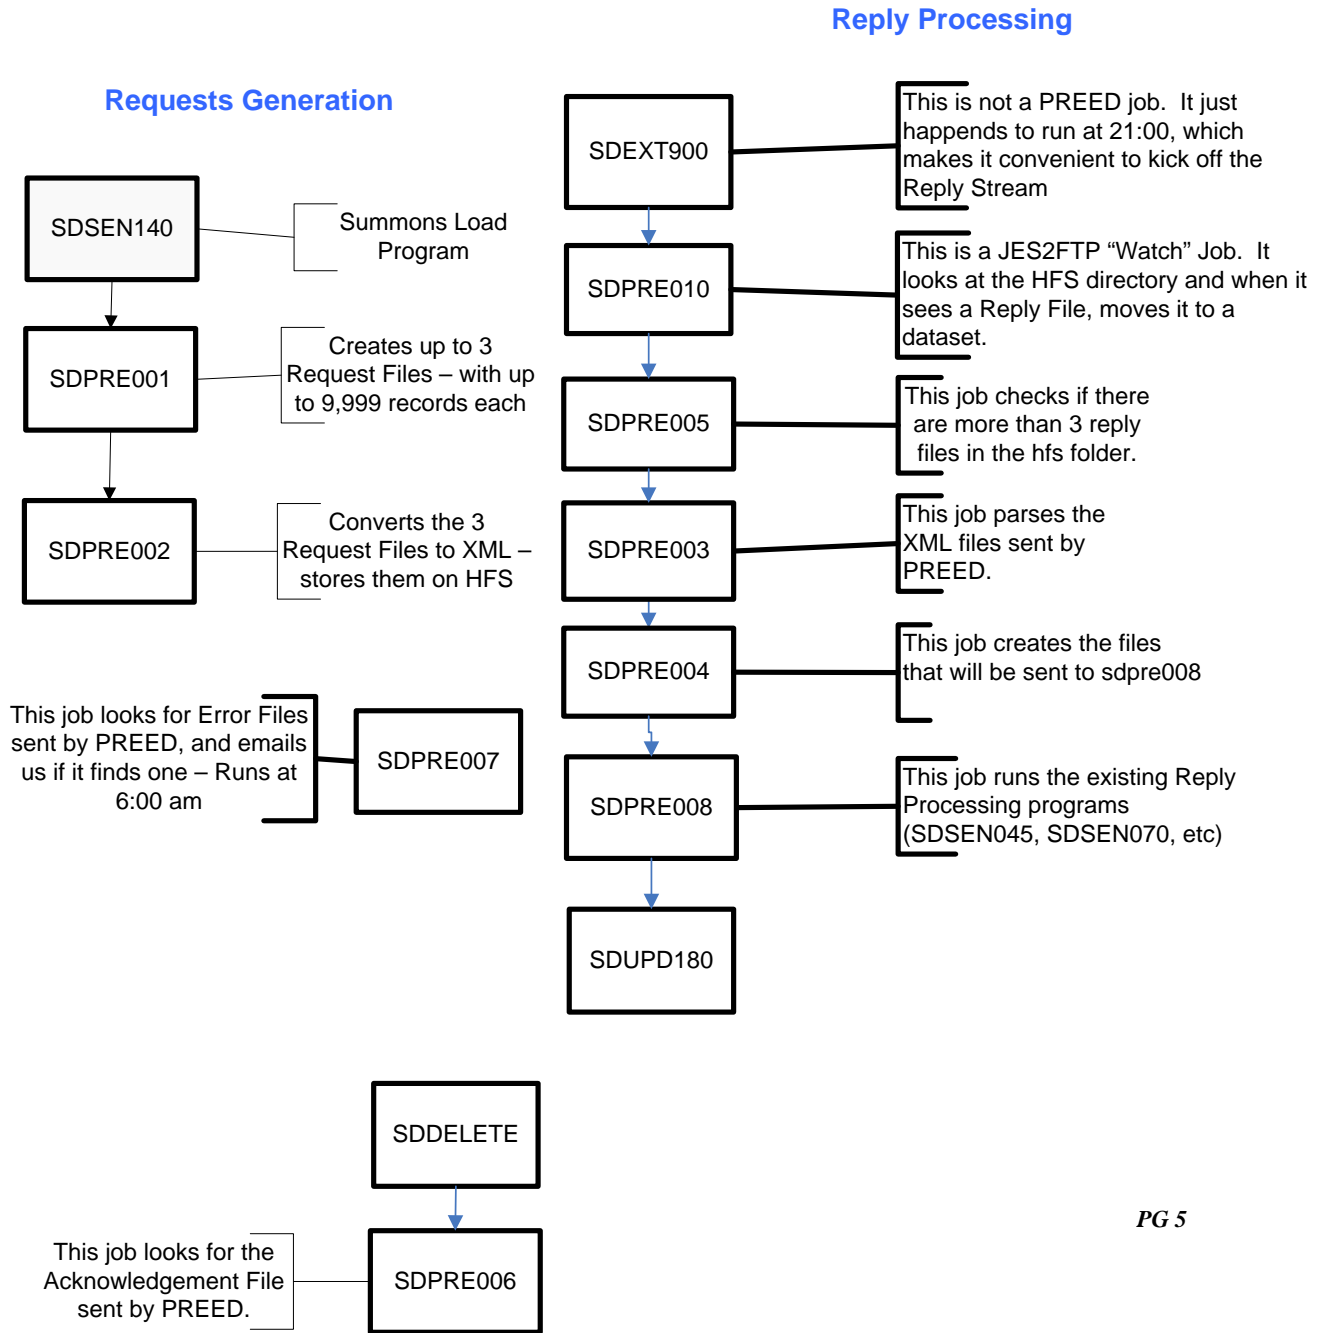 Reply Processing
Requests Generation
SDSEN140
Summons Load
Program
SDPRE001
Creates up to 3
Request Files – with up
to 9,999 records each
SDPRE002
Converts the 3
Request Files to XML –
stores them on HFS
This job looks for Error Files
sent by PREED, and emails
us if it finds one – Runs at
6:00 am
SDPRE007
SDEXT900
This is not a PREED job.  It just
happends to run at 21:00, which
makes it convenient to kick off the
Reply Stream
SDPRE010
This is a JES2FTP “Watch” Job.  It
looks at the HFS directory and when it
sees a Reply File, moves it to a
dataset.
SDPRE005
This job checks if there
are more than 3 reply
files in the hfs folder.
SDPRE003
This job parses the
XML files sent by
PREED.
SDPRE004
This job creates the files
that will be sent to sdpre008
SDPRE008
This job runs the existing Reply
Processing programs
(SDSEN045, SDSEN070, etc)
SDUPD180
SDDELETE
SDPRE006
This job looks for the
Acknowledgement File
sent by PREED.
PG 5